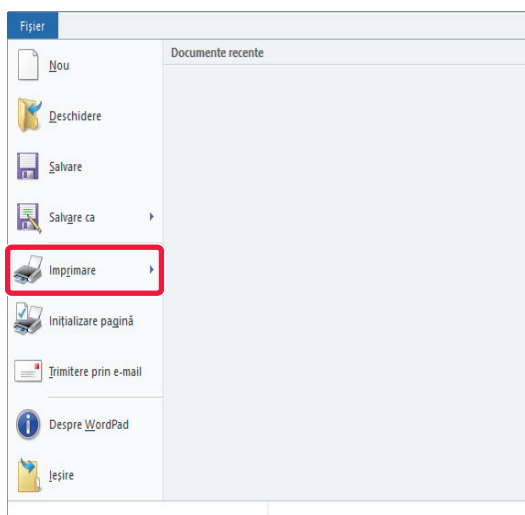 Fișier
Documente recente
Nou
Deschidere
Salvare
Salvare ca
Imprimare
Inițializare pagină
Trimitere prin e-mail
Despre WordPad
Ieșire